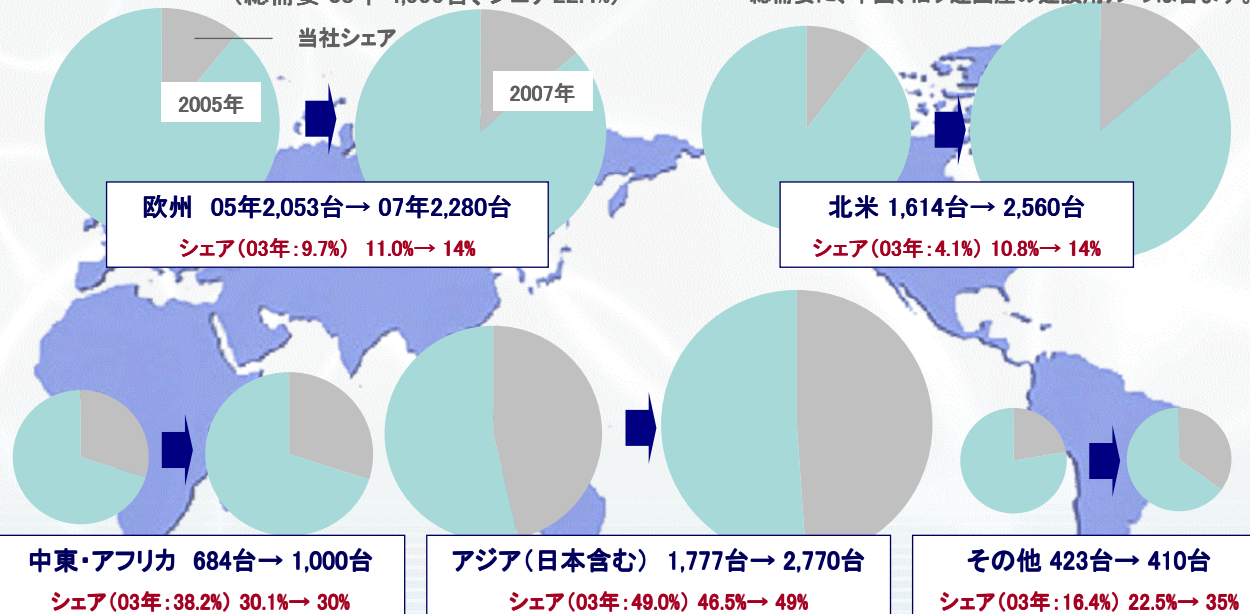 当社シェア
2005年
2007年
欧州 05年2,053台→ 07年2,280台
シェア(03年:9.7%) 11.0%→ 14%
北米 1,614台→ 2,560台
シェア(03年:4.1%) 10.8%→ 14%
中東・アフリカ 684台→ 1,000台
シェア(03年:38.2%) 30.1%→ 30%
アジア(日本含む) 1,777台→ 2,770台
シェア(03年:49.0%) 46.5%→ 49%
その他 423台→ 410台
シェア(03年:16.4%) 22.5%→ 35%